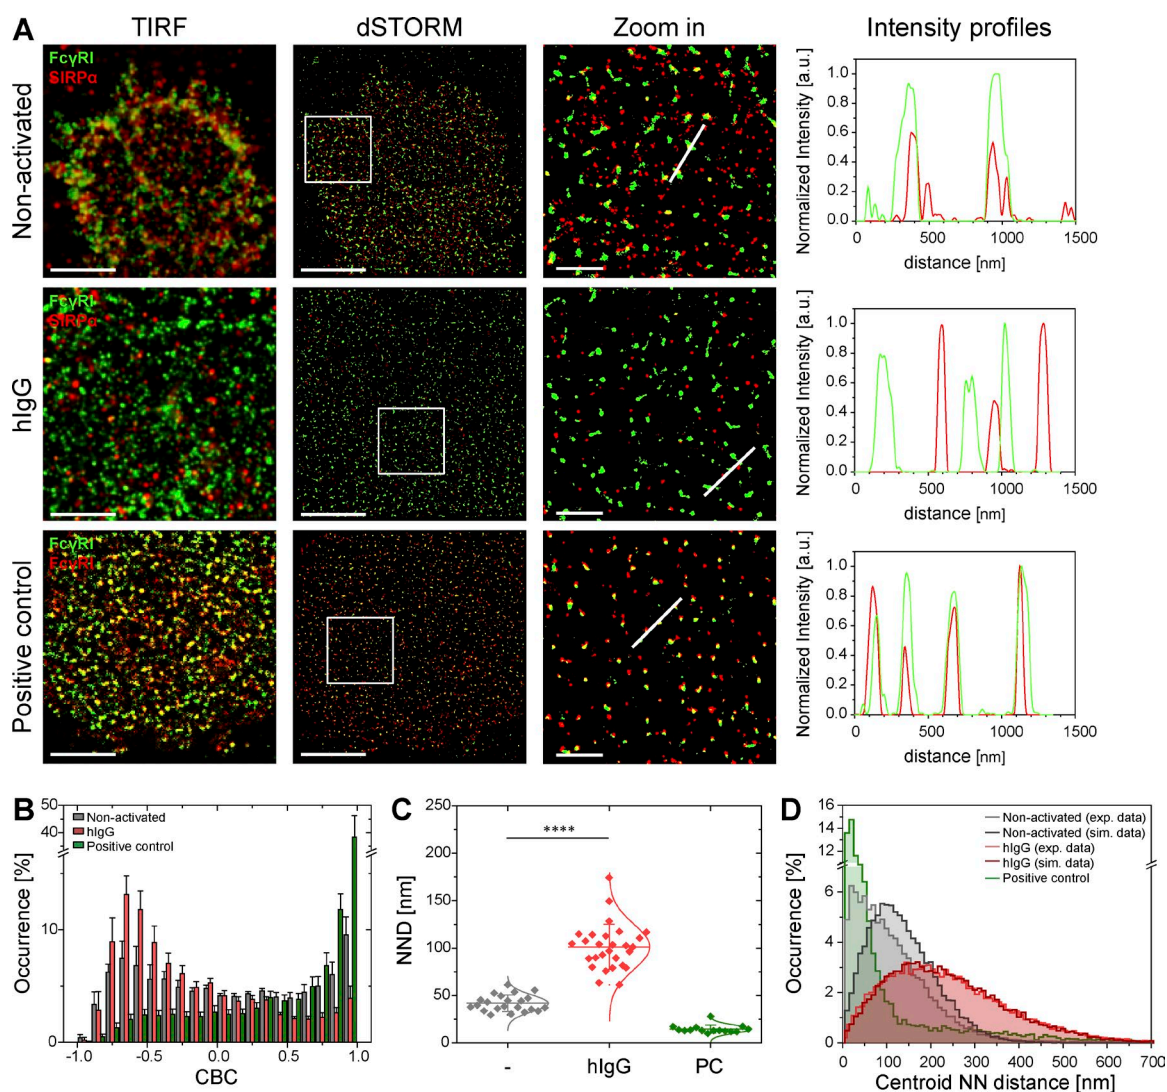 A
TIRF
dSTORM
Zoom in
Intensity profiles
Non-activated
FcγRI
SIRPα
Normalized Intensity [a.u.]
1.0
0.8
0.6
0.4
0.2
0.0
0
500
1000
1500
distance [nm]
hIgG
FcγRI
SIRPα
Normalized Intensity [a.u.]
1.0
0.8
0.6
0.4
0.2
0.0
0
500
1000
1500
distance [nm]
Positive control
FcγRI
FcγRI
Normalized Intensity [a.u.]
1.0
0.8
0.6
0.4
0.2
0.0
0
500
1000
1500
distance [nm]
B
Occurrence [%]
50
40
10
0
Non-activated
hIgG
Positive control
-1.0
-0.5
0.0
0.5
1.0
CBC
C
NND [nm]
250
200
150
100
50
0
****
-
hIgG
PC
D
Occurrence [%]
16
14
12
8
6
4
2
0
Non-activated (exp. data)
Non-activated (sim. data)
hIgG (exp. data)
hIgG (sim. data)
Positive control
0
100
200
300
400
500
600
700
Centroid NN distance [nm]